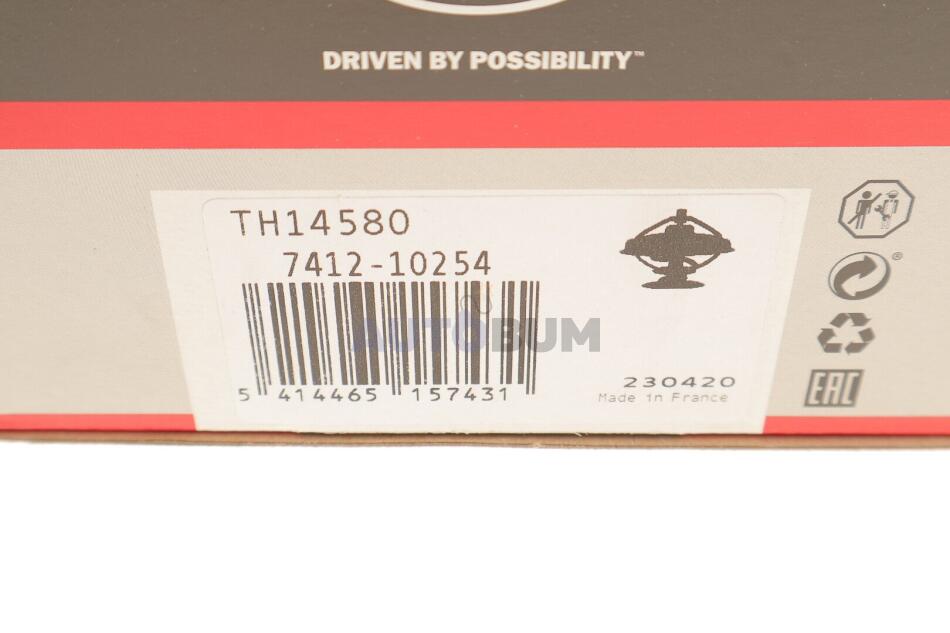 DRIVEN BY POSSIBILITY™
TH14580
7412-10254
AUTOBUM
5 414465 157431
230420
Made in France
EAC